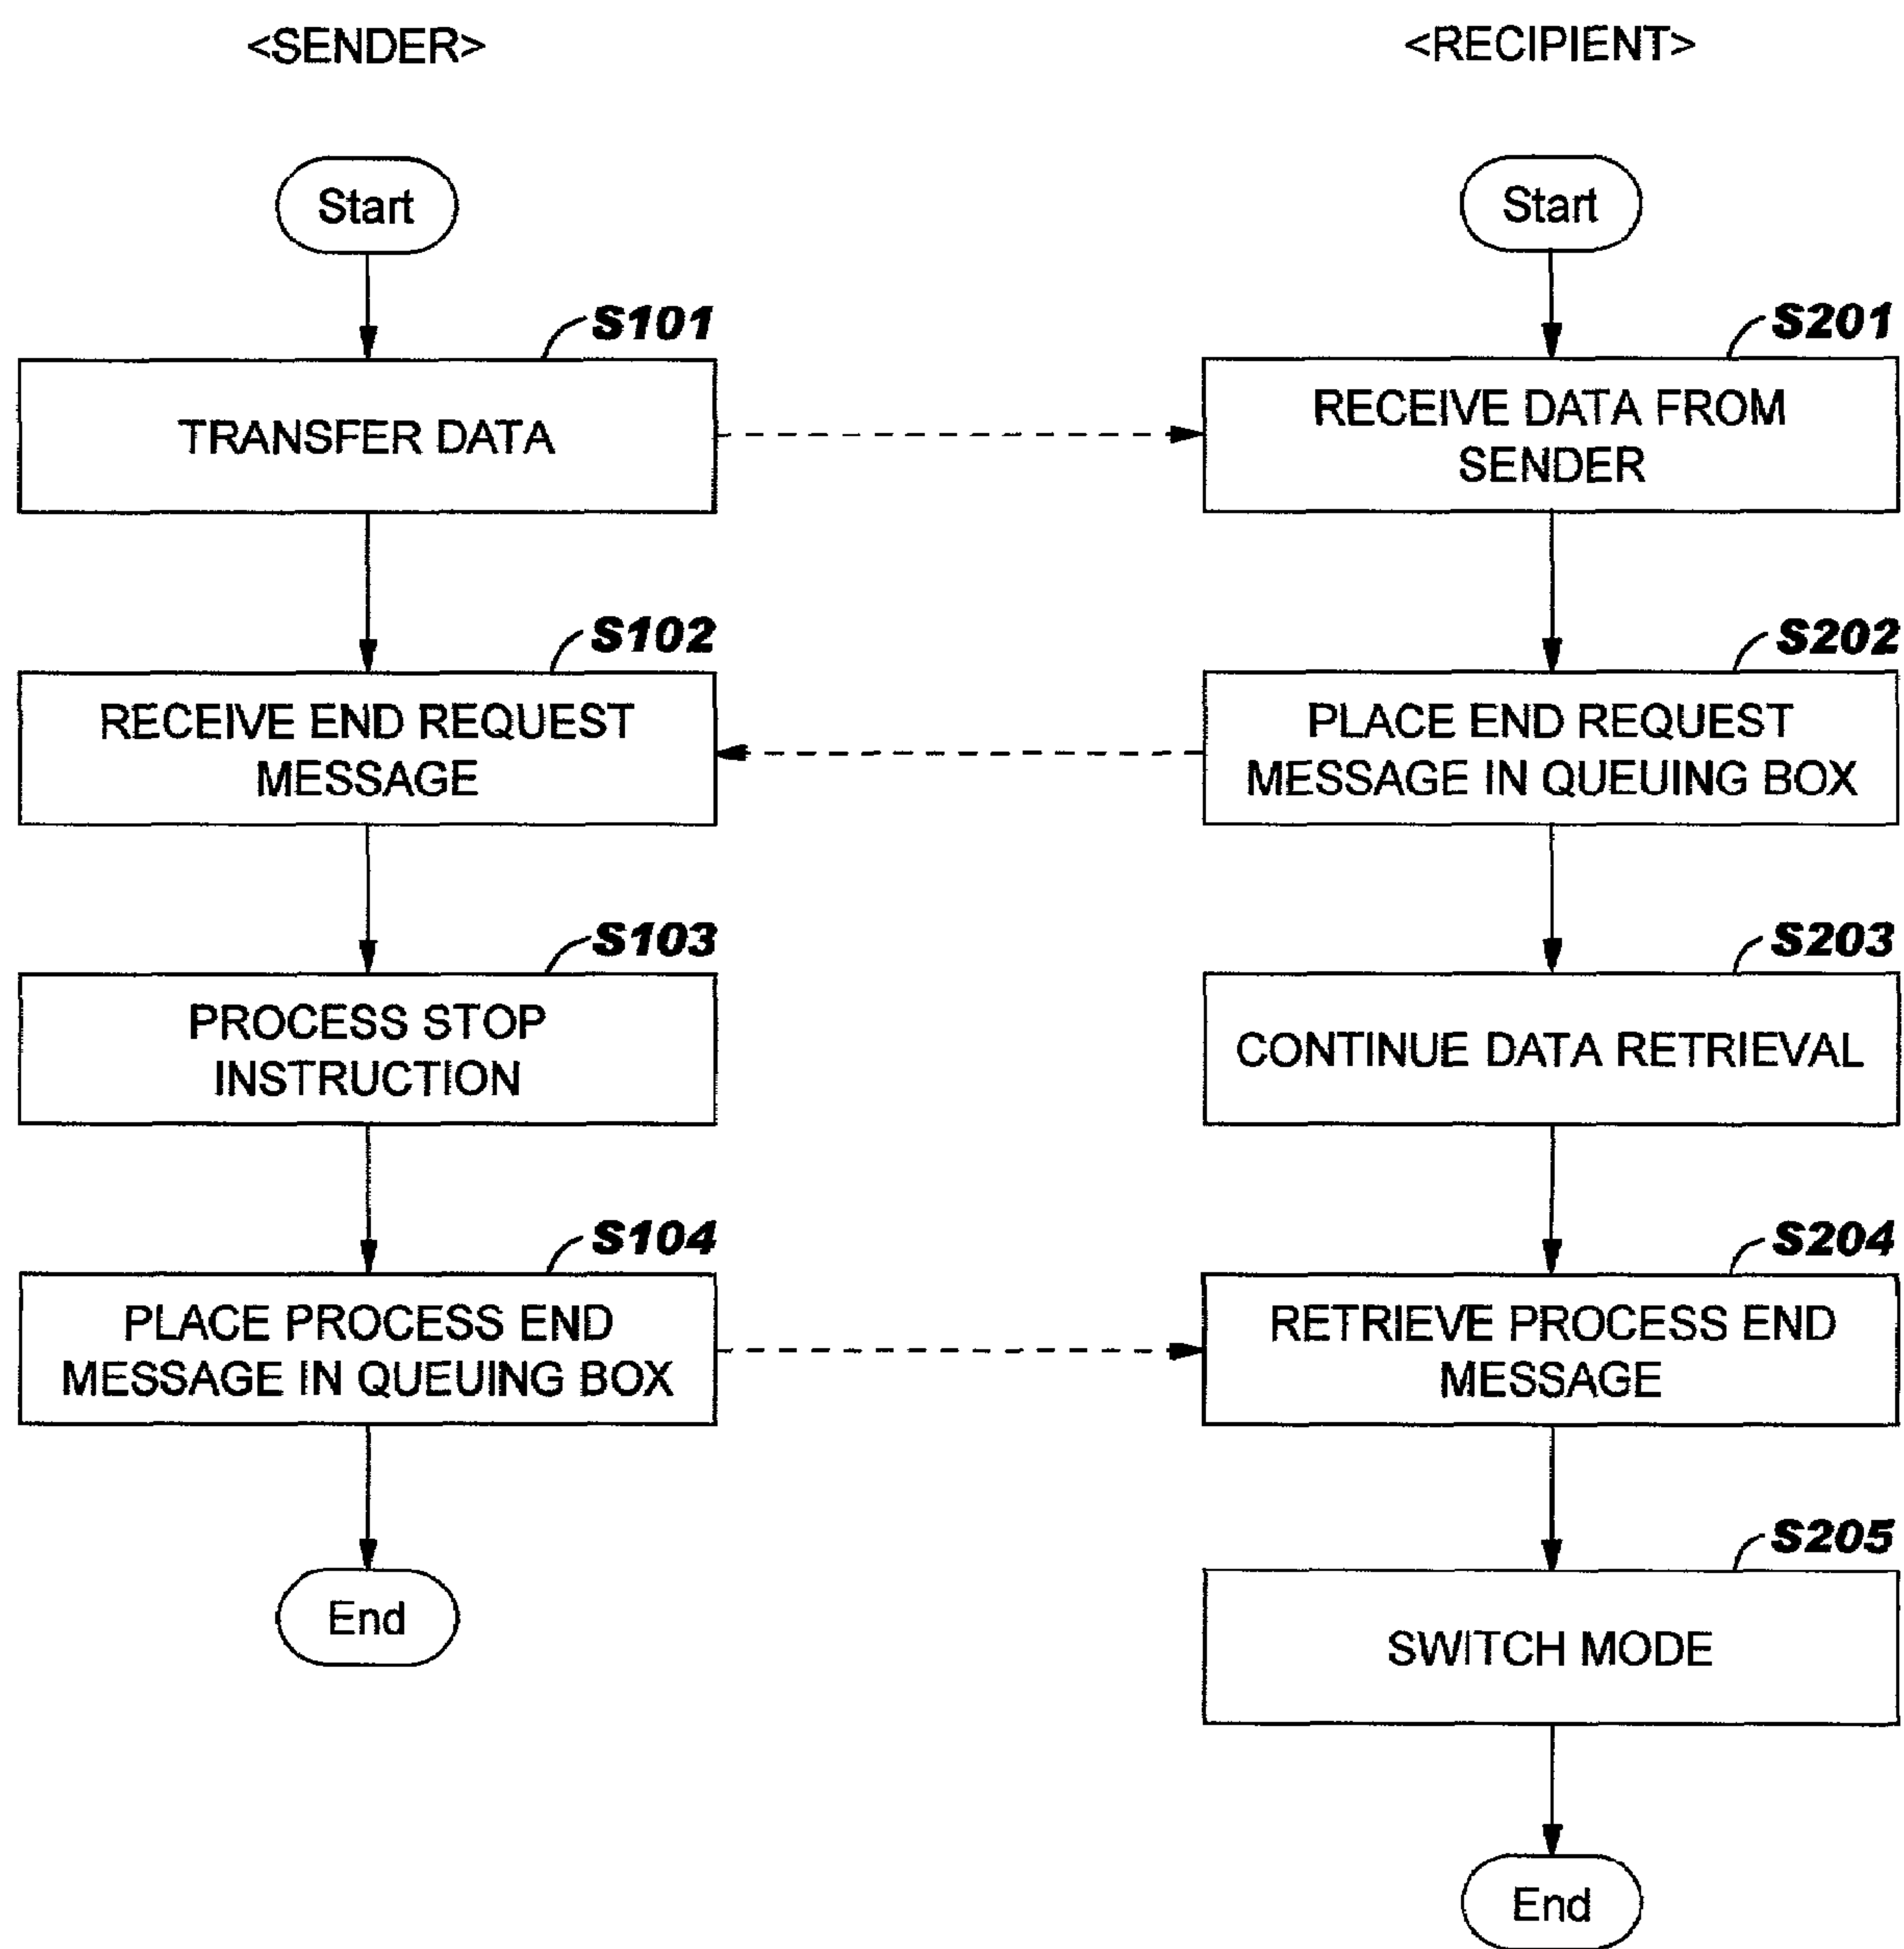 <SENDER>
Start
S101
TRANSFER DATA
S102
RECEIVE END REQUEST
MESSAGE
S103
PROCESS STOP
INSTRUCTION
S104
PLACE PROCESS END
MESSAGE IN QUEUING BOX
End
<RECIPIENT>
Start
S201
RECEIVE DATA FROM
SENDER
S202
PLACE END REQUEST
MESSAGE IN QUEUING BOX
S203
CONTINUE DATA RETRIEVAL
S204
RETRIEVE PROCESS END
MESSAGE
S205
SWITCH MODE
End